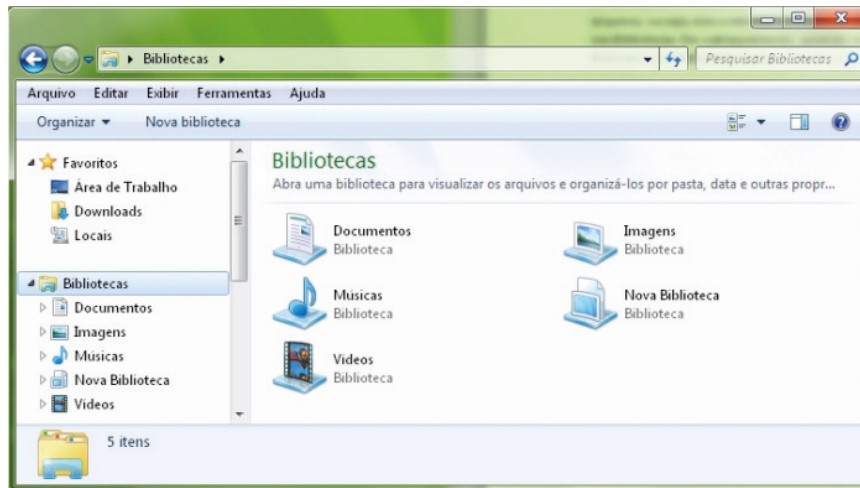 Bibliotecas
Pesquisar Bibliotecas
Arquivo Editar Exibir Ferramentas Ajuda
Organizar Nova biblioteca
Favoritos
Área de Trabalho
Downloads
Locais
Bibliotecas
Documentos
Imagens
Músicas
Nova Biblioteca
Vídeos
Bibliotecas
Abra uma biblioteca para visualizar os arquivos e organizá-los por pasta, data e outras propr...
Documentos
Biblioteca
Imagens
Biblioteca
Músicas
Biblioteca
Nova Biblioteca
Biblioteca
Vídeos
Biblioteca
5 itens